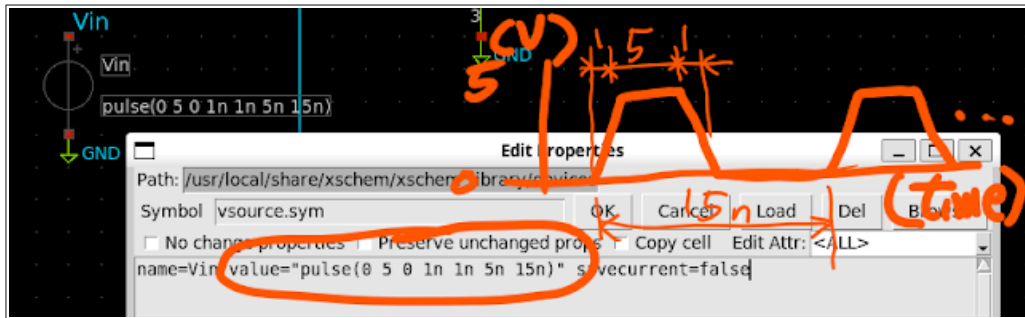 Vin
3
(V)
1 5 1
GND
Vin
5
pulse(0 5 0 1n 1n 5n 15n)
...
GND
Edit Properties
Path: /usr/local/share/xschem/xschem_library/devices
0
(time)
Symbol vsource.sym OK Cancel Load Del
15n
No change properties Preserve unchanged props Copy cell Edit Attr: <ALL>
name=Vin value="pulse(0 5 0 1n 1n 5n 15n)" savecurrent=false